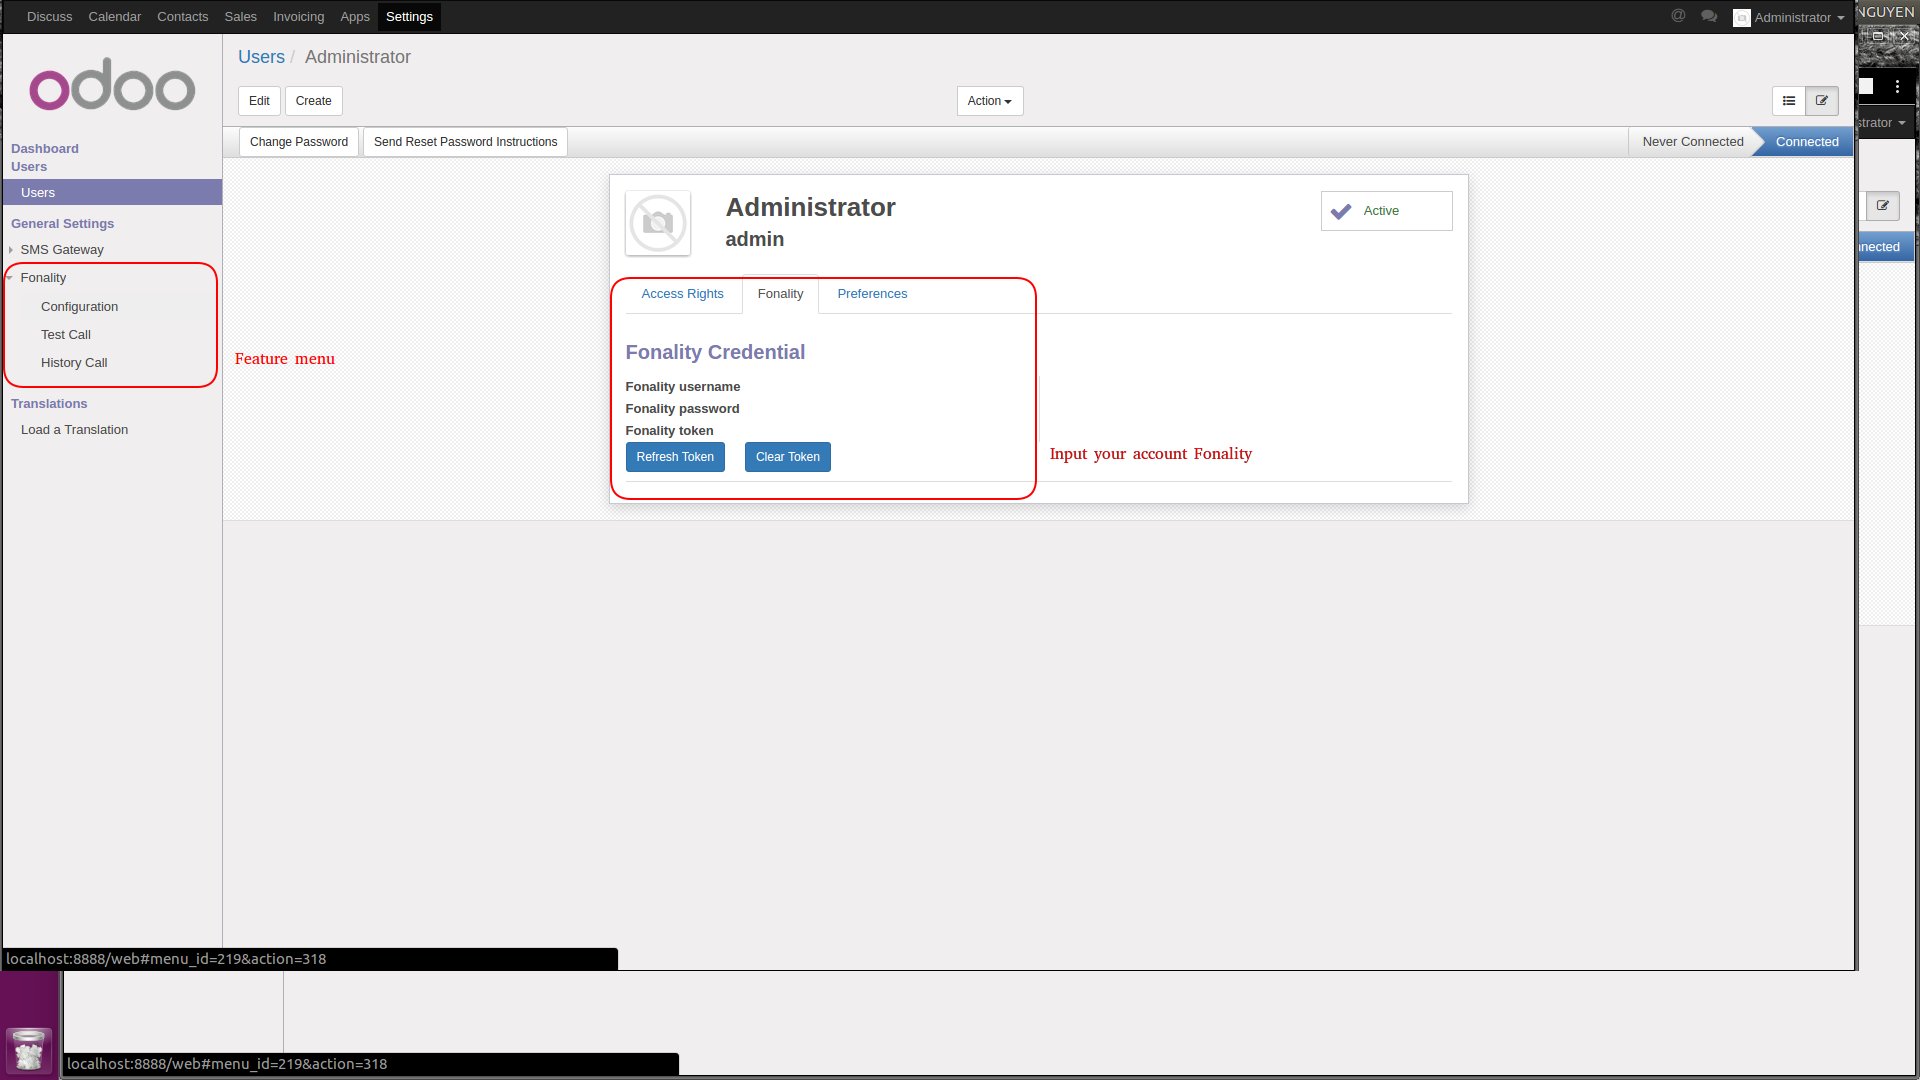 Discuss Calendar Contacts Sales Invoicing Apps Settings @ Administrator
NGUYEN
odoo
Users / Administrator
Edit Create Action
strator
Change Password Send Reset Password Instructions Never Connected Connected
Dashboard
Users
Users
General Settings
SMS Gateway
Fonality
Configuration
Test Call
History Call
Translations
Load a Translation
Feature menu
Administrator
admin
Active
Access Rights Fonality Preferences
Fonality Credential
Fonality username
Fonality password
Fonality token
Refresh Token Clear Token
Input your account Fonality
nnected
localhost:8888/web#menu_id=219&action=318
localhost:8888/web#menu_id=219&action=318